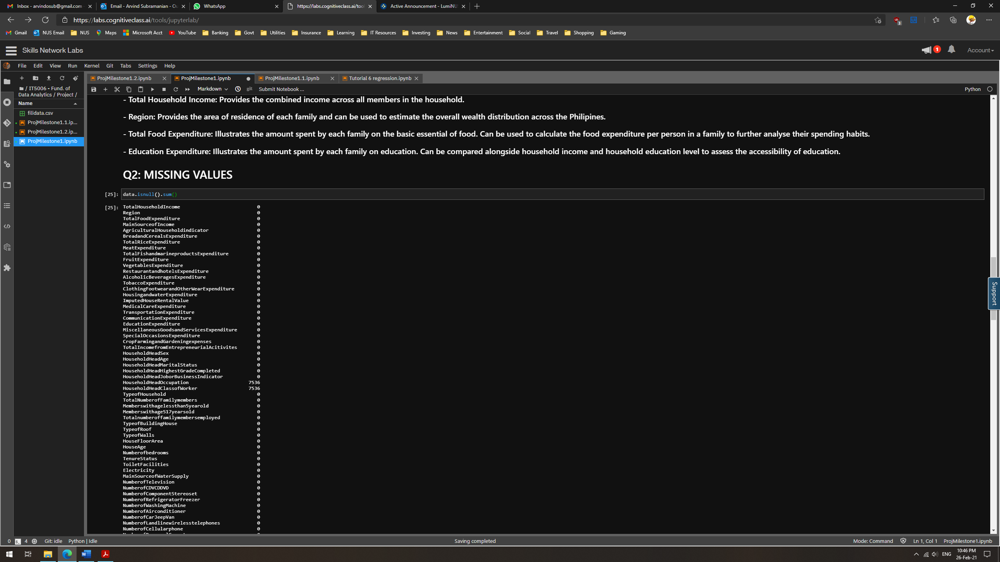 Inbox - arvindosub@gmail.com -
Email - Arvind Subramanian - Ou
WhatsApp
https://labs.cognitiveclass.ai/tool
Active Announcement - LumiNU
https://labs.cognitiveclass.ai/tools/jupyterlab/
3
Gmail NUS Email NUS Maps Microsoft Acct YouTube Banking Govt Utilities Insurance Learning IT Resources Investing News Entertainment Social Travel Shopping Gaming
Skills Network Labs
1
Account
File Edit View Run Kernel Git Tabs Settings Help
ProjMilestone1.2.ipynb
ProjMilestone1.ipynb
ProjMilestone1.1.ipynb
Tutorial 6 regression.ipynb
Markdown
git
Submit Notebook ...
Python
/ IT5006 - Fund. of
Data Analytics / Project /
Name
filidata.csv
ProjMilestone1.1.ip...
ProjMilestone1.2.ip...
ProjMilestone1.ipynb
- Total Household Income: Provides the combined income across all members in the household.
- Region: Provides the area of residence of each family and can be used to estimate the overall wealth distribution across the Philipines.
- Total Food Expenditure: Illustrates the amount spent by each family on the basic essential of food. Can be used to calculate the food expenditure per person in a family to further analyse their spending habits.
- Education Expenditure: Illustrates the amount spent by each family on education. Can be compared alongside household income and household education level to assess the accessibility of education.
Q2: MISSING VALUES
[25]: data.isnull().sum()
[25]: TotalHouseholdIncome 0
Region 0
TotalFoodExpenditure 0
MainSourceofIncome 0
AgriculturalHouseholdindicator 0
BreadandCerealsExpenditure 0
TotalRiceExpenditure 0
MeatExpenditure 0
TotalFishandmarineproductsExpenditure 0
FruitExpenditure 0
VegetablesExpenditure 0
RestaurantandhotelsExpenditure 0
AlcoholicBeveragesExpenditure 0
TobaccoExpenditure 0
ClothingFootwearandOtherWearExpenditure 0
HousingandwaterExpenditure 0
ImputedHouseRentalValue 0
MedicalCareExpenditure 0
TransportationExpenditure 0
CommunicationExpenditure 0
EducationExpenditure 0
MiscellaneousGoodsandServicesExpenditure 0
SpecialOccasionsExpenditure 0
CropFarmingandGardeningexpenses 0
TotalIncomefromEntrepreneurialAcitivites 0
HouseholdHeadSex 0
HouseholdHeadAge 0
HouseholdHeadMaritalStatus 0
HouseholdHeadHighestGradeCompleted 0
HouseholdHeadJoborBusinessIndicator 0
HouseholdHeadOccupation 7536
HouseholdHeadClassofWorker 7536
TypeofHousehold 0
TotalNumberofFamilymembers 0
Memberswithagelessthan5yearold 0
Memberswithage517yearsold 0
Totalnumberoffamilymembersemployed 0
TypeofBuildingHouse 0
TypeofRoof 0
TypeofWalls 0
HouseFloorArea 0
HouseAge 0
Numberofbedrooms 0
TenureStatus 0
ToiletFacilities 0
Electricity 0
MainSourceofWaterSupply 0
NumberofTelevision 0
NumberofCDVCDDVD 0
NumberofComponentStereoset 0
NumberofRefrigeratorFreezer 0
NumberofWashingMachine 0
NumberofAirconditioner 0
NumberofCarJeepVan 0
NumberofLandlinewirelesstelephones 0
NumberofCellularphone 0
Support
0 4 Git: idle Python | Idle
Saving completed
Mode: Command
Ln 1, Col 1
ProjMilestone1.ipynb
ENG
10:46 PM
26-Feb-21